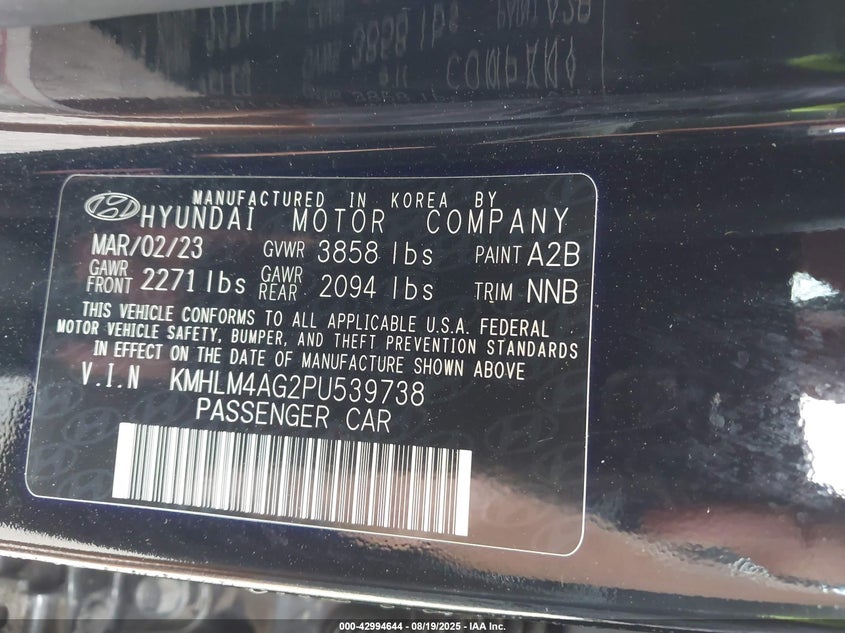 MANUFACTURED IN KOREA BY
HYUNDAI MOTOR COMPANY
MAR/02/23 GVWR 3858 lbs PAINT A2B
GAWR FRONT 2271 lbs GAWR REAR 2094 lbs TRIM NNB
THIS VEHICLE CONFORMS TO ALL APPLICABLE U.S.A. FEDERAL
MOTOR VEHICLE SAFETY, BUMPER, AND THEFT PREVENTION STANDARDS
IN EFFECT ON THE DATE OF MANUFACTURE SHOWN ABOVE
V.I.N KMHLM4AG2PU539738
PASSENGER CAR
000-42994644 - 08/19/2025 - IAA Inc.